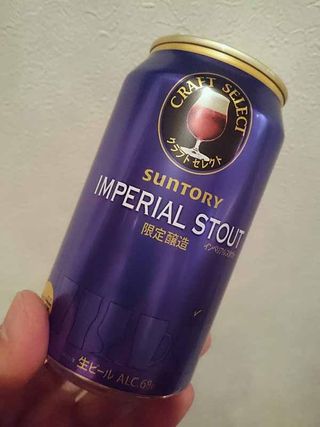 CRAFT SELECT
クラフトセレクト
SUNTORY
IMPERIAL STOUT
インペリアルスタウト
限定醸造
生ビール ALC.6%